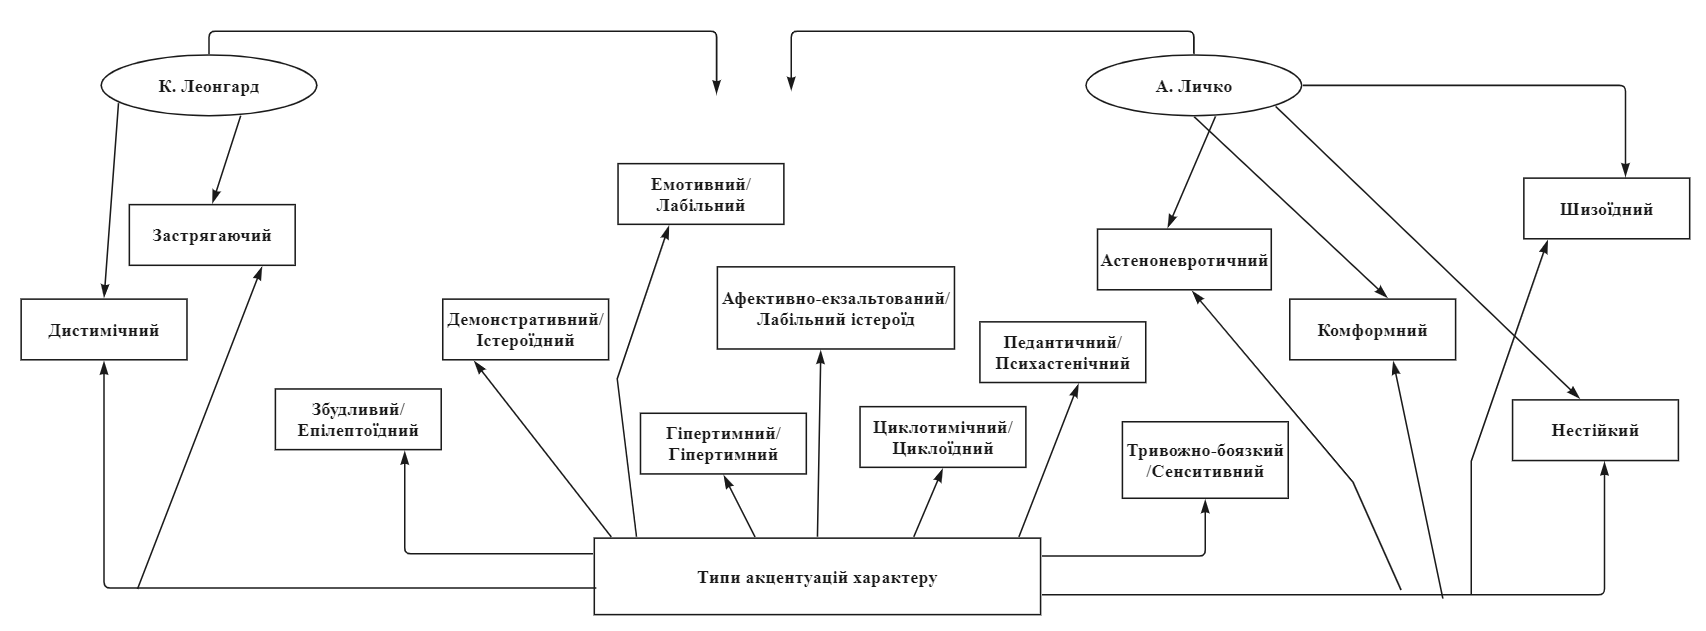 К. Леонгард
А. Личко
Емотивний/
Лабільний
Шизоїдний
Застрягаючий
Астеноневротичний
Дистимічний
Демонстративний/
Істероїдний
Афективно-екзальтований/
Лабільний істероїд
Педантичний/
Психастенічний
Комформний
Збудливий/
Епілептоїдний
Гіпертимний/
Гіпертимний
Циклотимічний/
Циклоїдний
Тривожно-боязкий
/Сенситивний
Нестійкий
Типи акцентуацій характеру